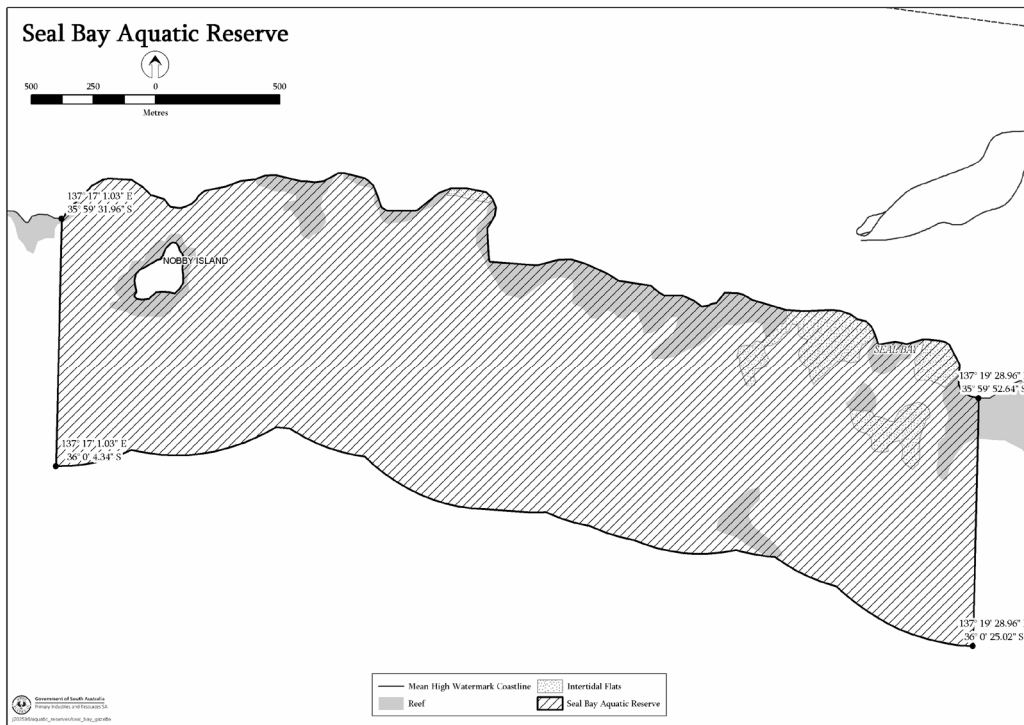 Seal Bay Aquatic Reserve
500 250 0 500
Metres
137° 17' 1.03" E
35° 59' 31.96" S
NOBBY ISLAND
SEAL BAY
137° 19' 28.96" E
35° 59' 52.64" S
137° 17' 1.03" E
36° 0' 4.34" S
137° 19' 28.96" E
36° 0' 25.02" S
Mean High Watermark Coastline
Intertidal Flats
Reef
Seal Bay Aquatic Reserve
Government of South Australia
Primary Industries and Resources SA